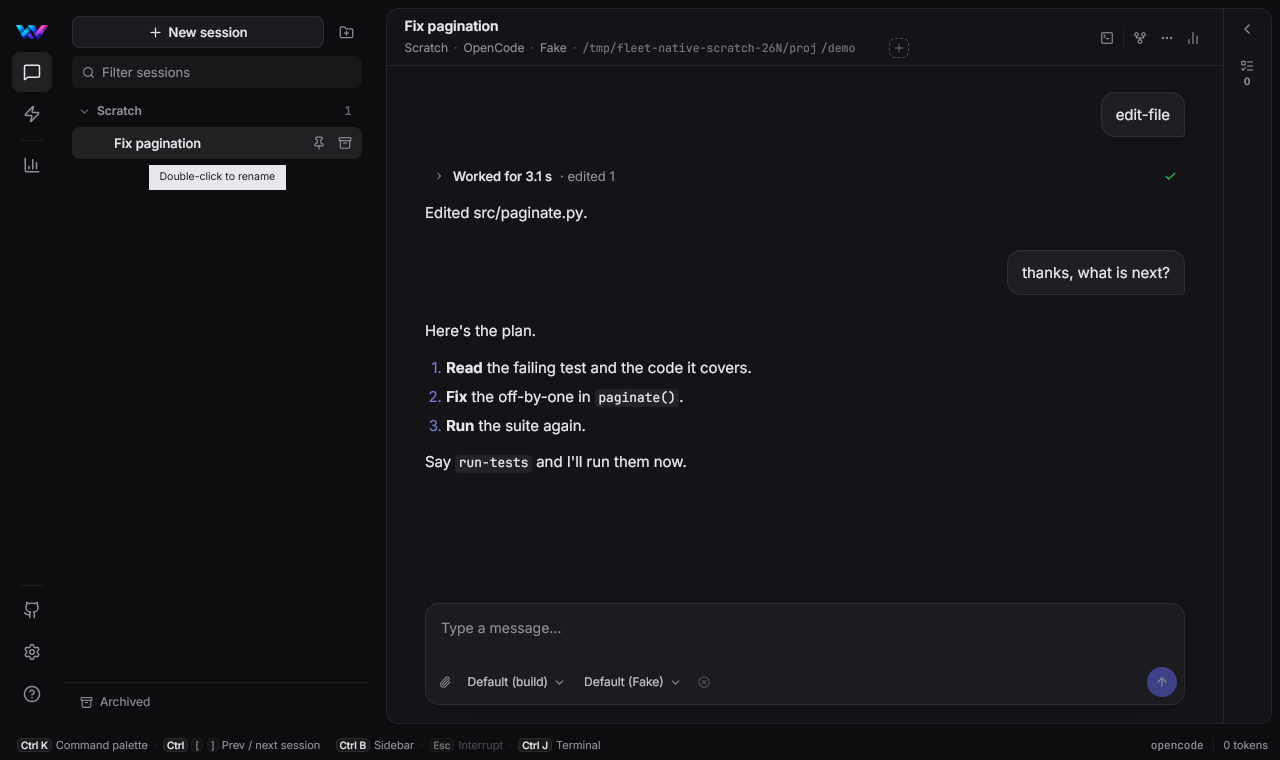 New session
Filter sessions
Scratch 1
Fix pagination
Double-click to rename
Archived
Fix pagination
Scratch · OpenCode · Fake · /tmp/fleet-native-scratch-26N/proj/demo
0
edit-file
Worked for 3.1 s · edited 1
Edited src/paginate.py.
thanks, what is next?
Here's the plan.
1. Read the failing test and the code it covers.
2. Fix the off-by-one in paginate().
3. Run the suite again.
Say run-tests and I'll run them now.
Type a message...
Default (build) Default (Fake)
Ctrl K Command palette · Ctrl [ ] Prev / next session · Ctrl B Sidebar · Esc Interrupt · Ctrl J Terminal opencode 0 tokens